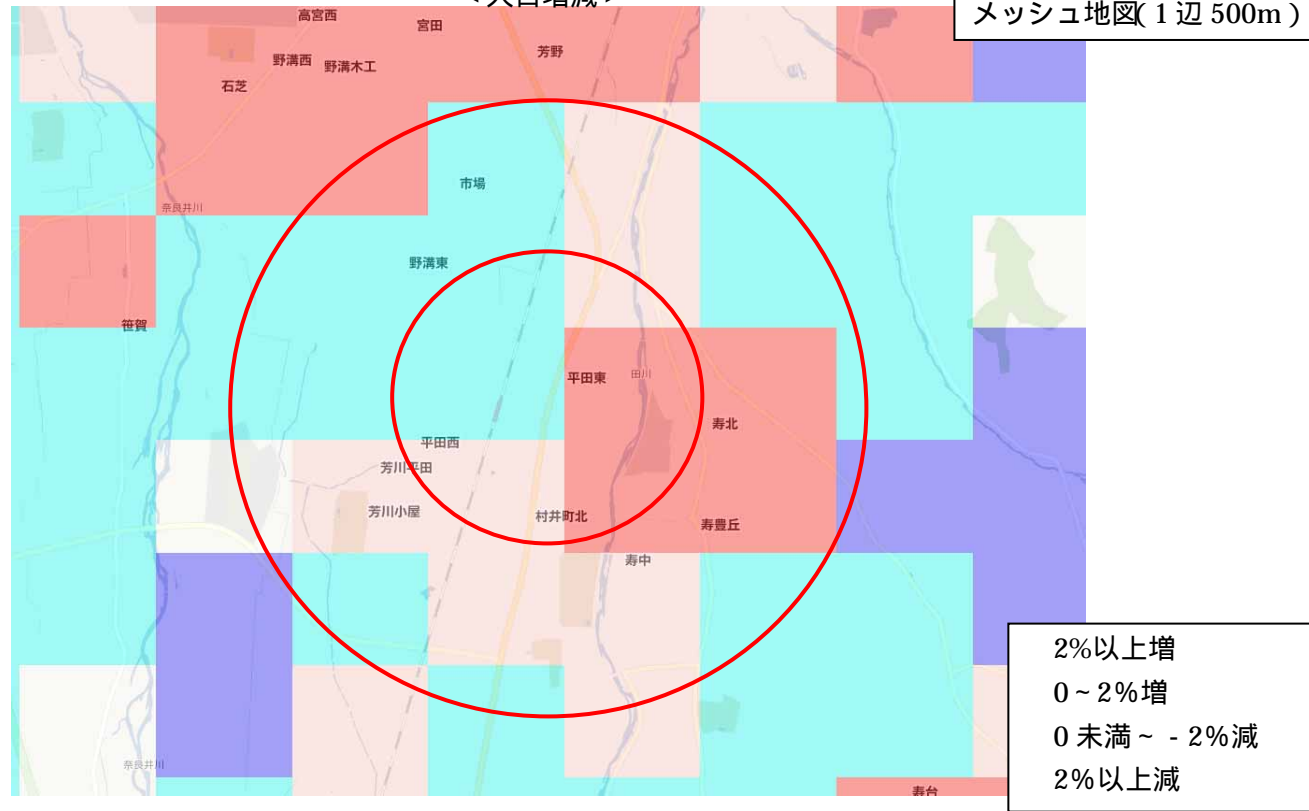 <人口増減>
メッシュ地図(1辺500m)
高宮西
宮田
芳野
野溝西
野溝木工
石芝
市場
奈良井川
野溝東
笹賀
平田東
田川
寿北
平田西
芳川平田
芳川小屋
村井町北
寿豊丘
寿中
奈良井川
寿台
2%以上増
0~2%増
0未満~-2%減
2%以上減